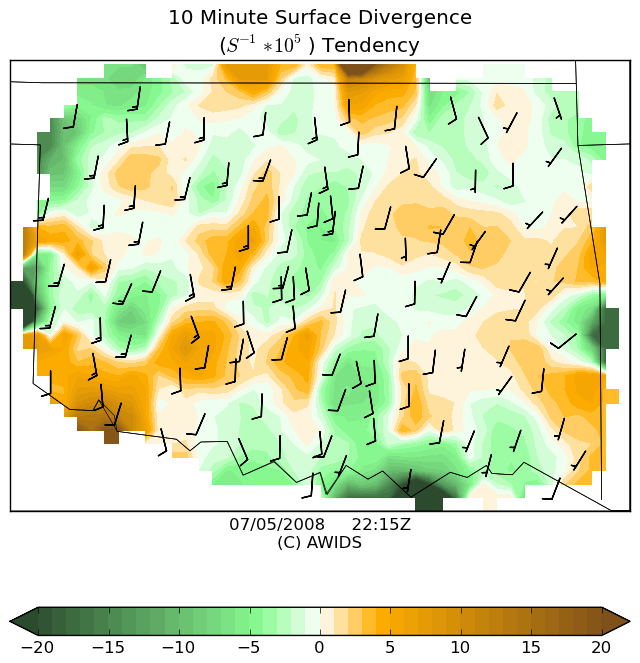 10 Minute Surface Divergence
(S⁻¹ *10⁵ ) Tendency
07/05/2008 22:15Z
(C) AWIDS
−20 −15 −10 −5 0 5 10 15 20